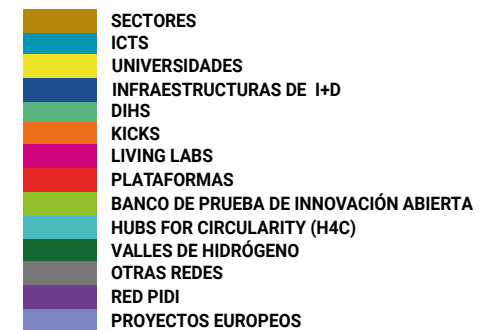 SECTORES
ICTS
UNIVERSIDADES
INFRAESTRUCTURAS DE I+D
DIHS
KICKS
LIVING LABS
PLATAFORMAS
BANCO DE PRUEBA DE INNOVACIÓN ABIERTA
HUBS FOR CIRCULARITY (H4C)
VALLES DE HIDRÓGENO
OTRAS REDES
RED PIDI
PROYECTOS EUROPEOS